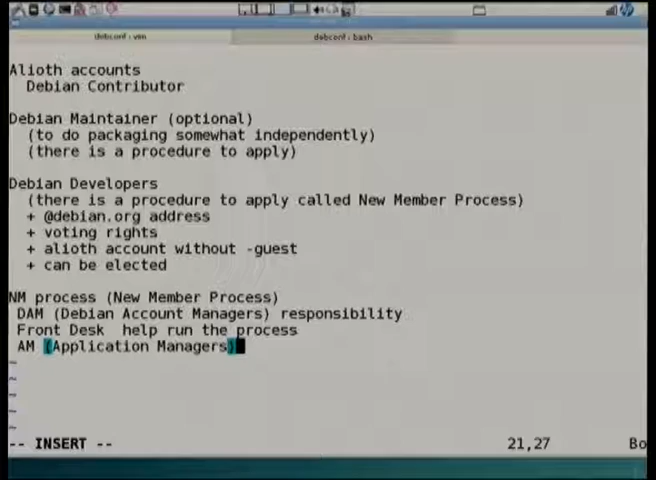 debconf : vim
debconf : bash
Alioth accounts
Debian Contributor
Debian Maintainer (optional)
(to do packaging somewhat independently)
(there is a procedure to apply)
Debian Developers
(there is a procedure to apply called New Member Process)
+ @debian.org address
+ voting rights
+ alioth account without -guest
+ can be elected
NM process (New Member Process)
DAM (Debian Account Managers) responsibility
Front Desk  help run the process
AM (Application Managers)
~
~
~
~
~
-- INSERT --
21,27
Bo